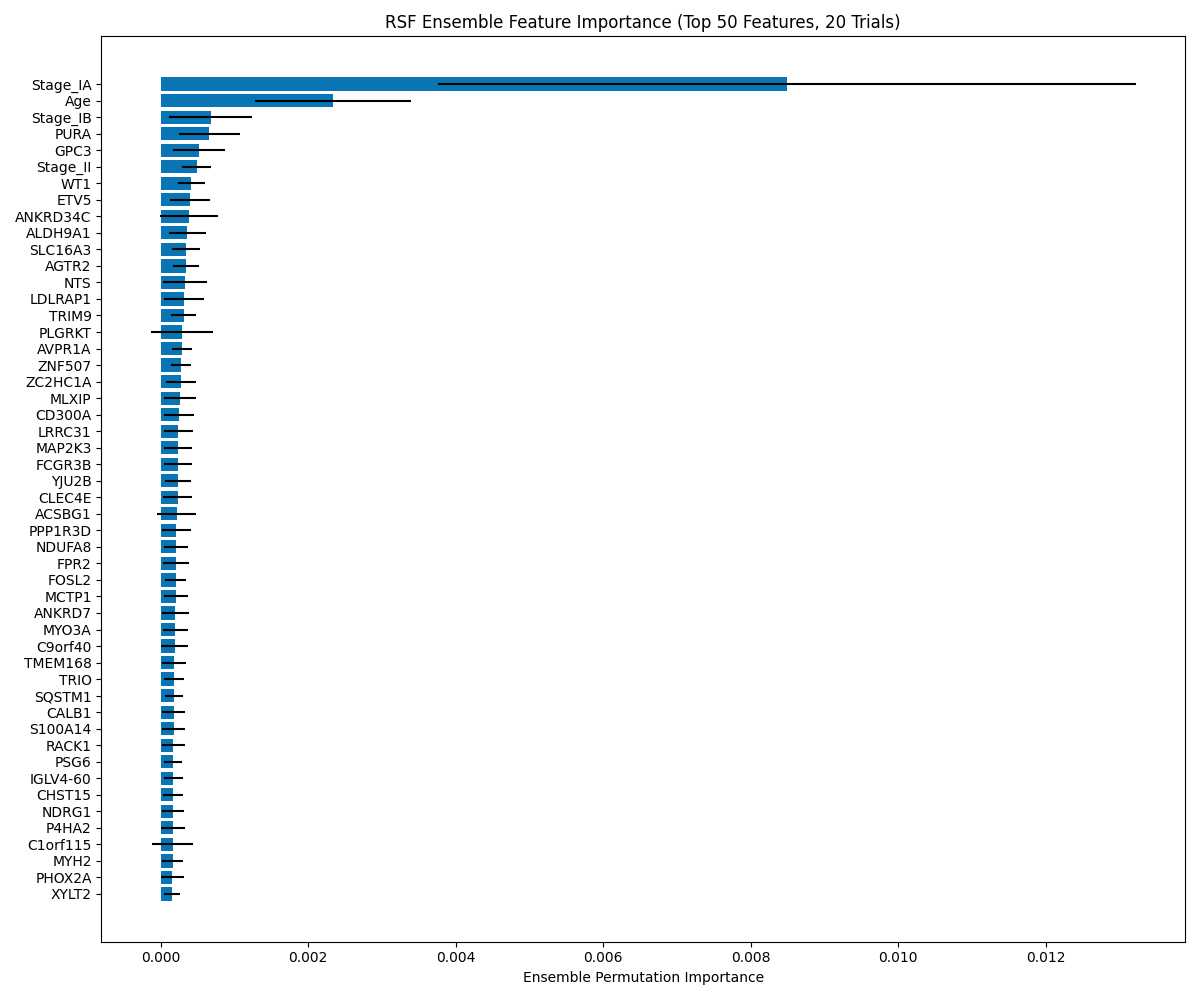 RSF Ensemble Feature Importance (Top 50 Features, 20 Trials)
Stage_IA
Age
Stage_IB
PURA
GPC3
Stage_II
WT1
ETV5
ANKRD34C
ALDH9A1
SLC16A3
AGTR2
NTS
LDLRAP1
TRIM9
PLGRKT
AVPR1A
ZNF507
ZC2HC1A
MLXIP
CD300A
LRRC31
MAP2K3
FCGR3B
YJU2B
CLEC4E
ACSBG1
PPP1R3D
NDUFA8
FPR2
FOSL2
MCTP1
ANKRD7
MYO3A
C9orf40
TMEM168
TRIO
SQSTM1
CALB1
S100A14
RACK1
PSG6
IGLV4-60
CHST15
NDRG1
P4HA2
C1orf115
MYH2
PHOX2A
XYLT2
0.000 0.002 0.004 0.006 0.008 0.010 0.012
Ensemble Permutation Importance